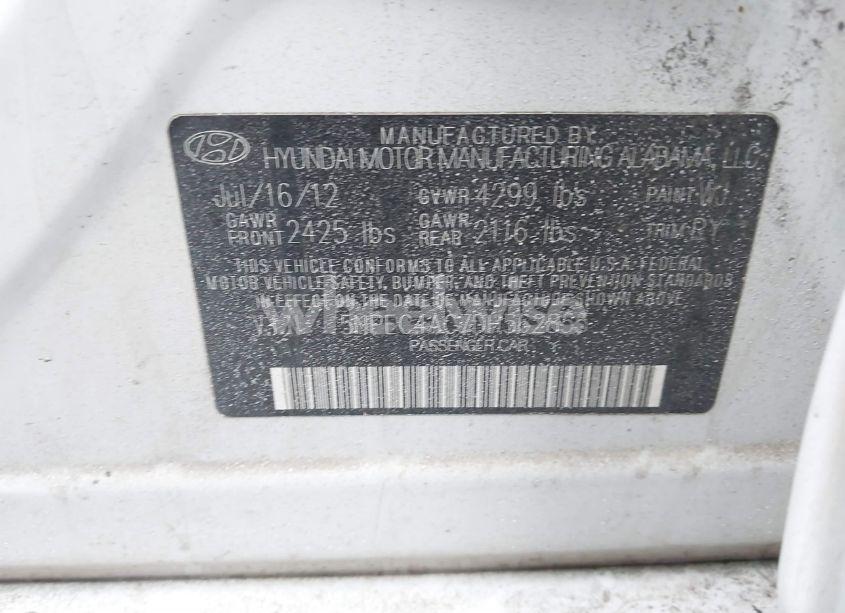 MANUFACTURED BY
HYUNDAI MOTOR MANUFACTURING ALABAMA, LLC
Jul/16/12 GVWR 4299 lbs PAINT:
GAWR FRONT 2425 lbs GAWR REAR 2116 lbs TRIM: RY
THIS VEHICLE CONFORMS TO ALL APPLICABLE U.S.A. FEDERAL
MOTOR VEHICLE SAFETY, BUMPER, AND THEFT PREVENTION STANDARDS
IN EFFECT ON THE DATE OF MANUFACTURE SHOWN ABOVE
PASSENGER CAR